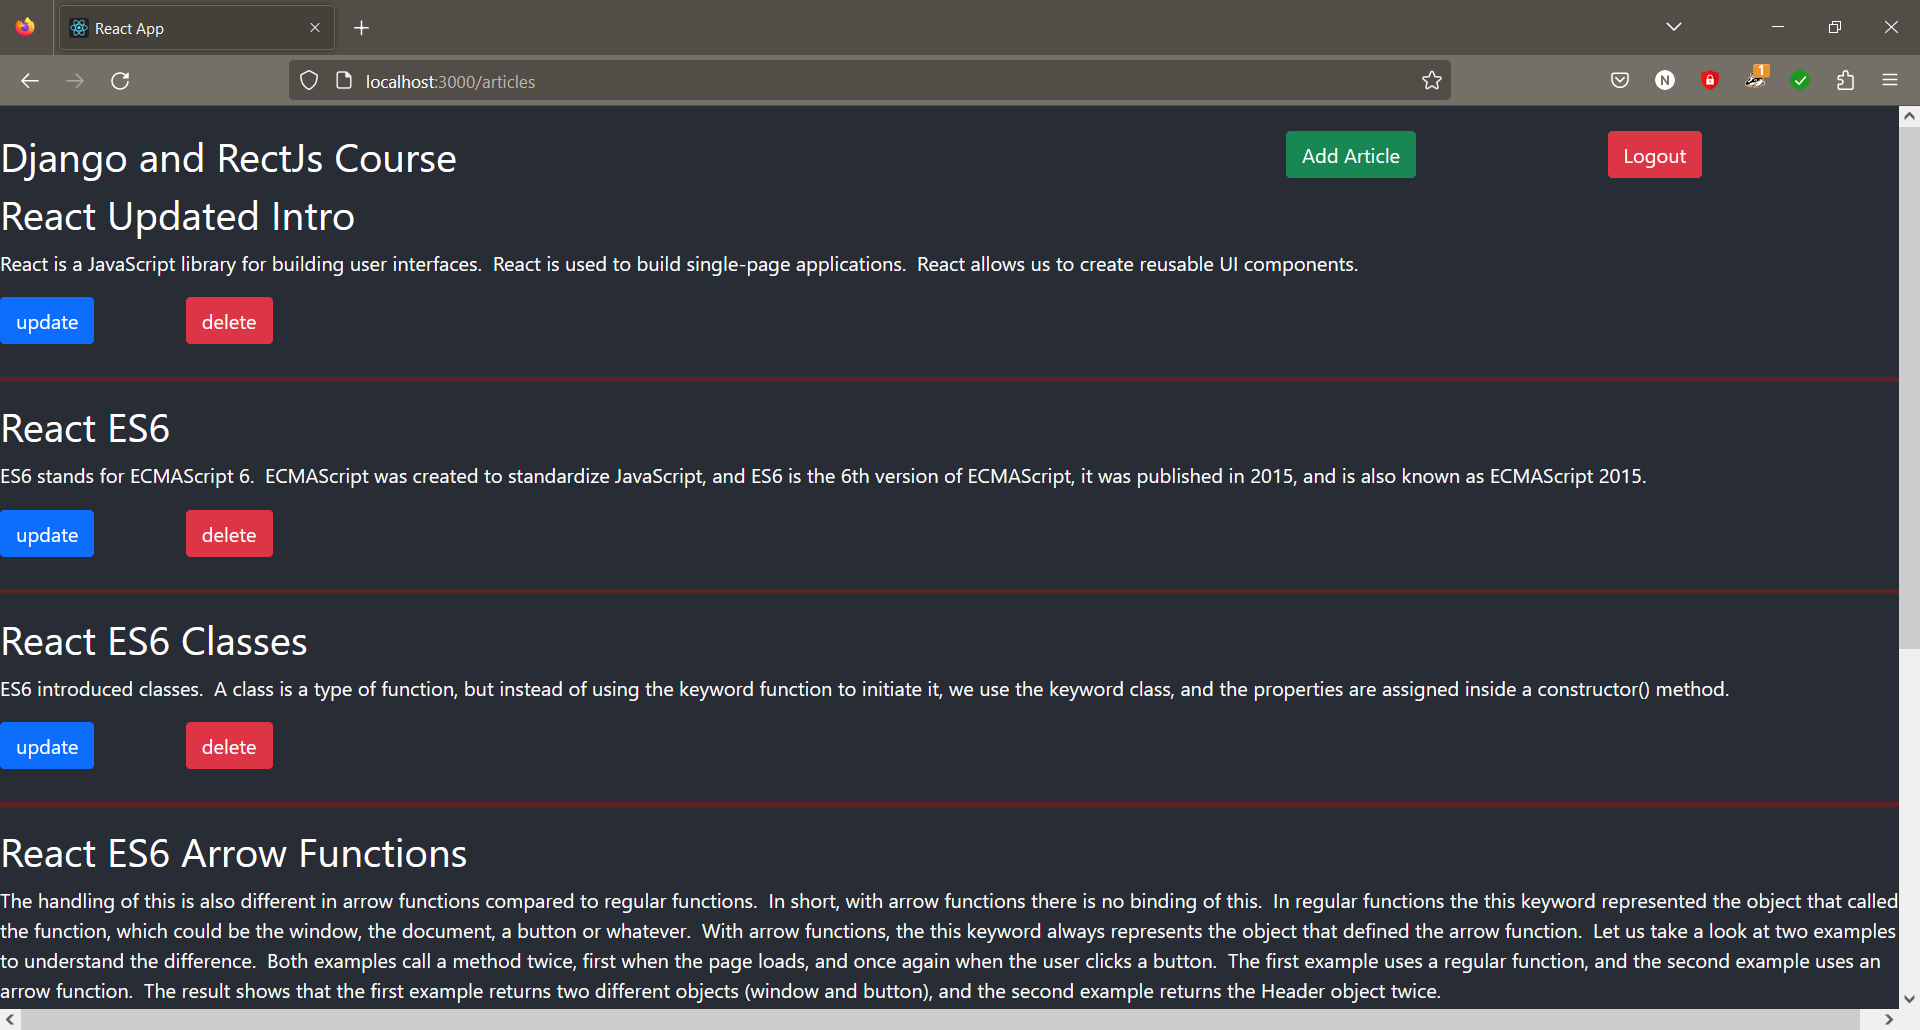 React App
localhost:3000/articles
N
1
Django and RectJs Course
Add Article
Logout
React Updated Intro
React is a JavaScript library for building user interfaces.  React is used to build single-page applications.  React allows us to create reusable UI components.
update
delete
React ES6
ES6 stands for ECMAScript 6.  ECMAScript was created to standardize JavaScript, and ES6 is the 6th version of ECMAScript, it was published in 2015, and is also known as ECMAScript 2015.
update
delete
React ES6 Classes
ES6 introduced classes.  A class is a type of function, but instead of using the keyword function to initiate it, we use the keyword class, and the properties are assigned inside a constructor() method.
update
delete
React ES6 Arrow Functions
The handling of this is also different in arrow functions compared to regular functions.  In short, with arrow functions there is no binding of this.  In regular functions the this keyword represented the object that called
the function, which could be the window, the document, a button or whatever.  With arrow functions, the this keyword always represents the object that defined the arrow function.  Let us take a look at two examples
to understand the difference.  Both examples call a method twice, first when the page loads, and once again when the user clicks a button.  The first example uses a regular function, and the second example uses an
arrow function.  The result shows that the first example returns two different objects (window and button), and the second example returns the Header object twice.